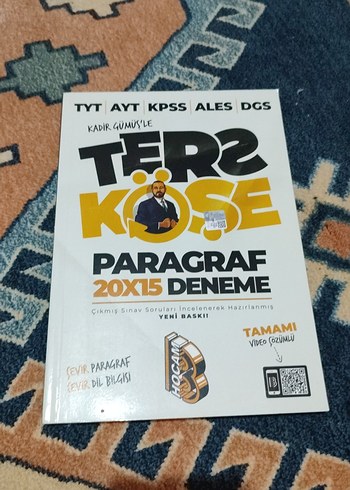 TYT AYT KPSS ALES DGS
KADİR GÜMÜŞ'LE
TERS
KÖŞE
PARAGRAF
20X15 DENEME
Çıkmış Sınav Soruları İncelenerek Hazırlanmış
YENİ BASKI!
TAMAMI
VİDEO ÇÖZÜMLÜ
ÇEVİR PARAGRAF
ÇEVİR DİL BİLGİSİ
HOCAM